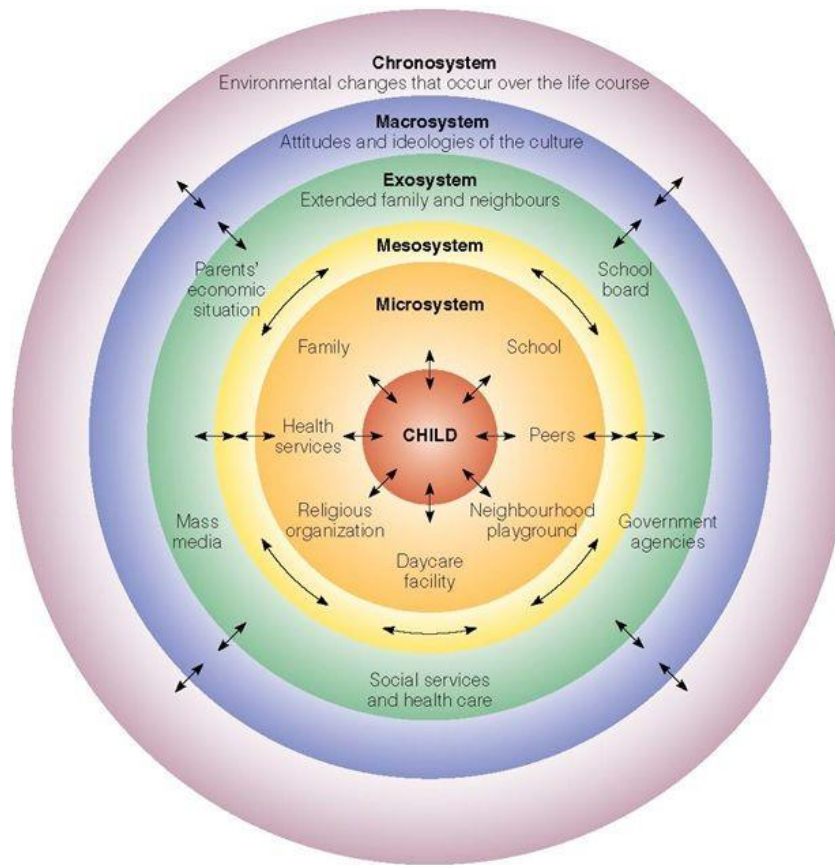 Chronosystem
Environmental changes that occur over the life course
Macrosystem
Attitudes and ideologies of the culture
Exosystem
Extended family and neighbours
Mesosystem
Parents'
economic
situation
School
board
Microsystem
Family
School
Health
services
CHILD
Peers
Religious
organization
Neighbourhood
playground
Mass
media
Government
agencies
Daycare
facility
Social services
and health care